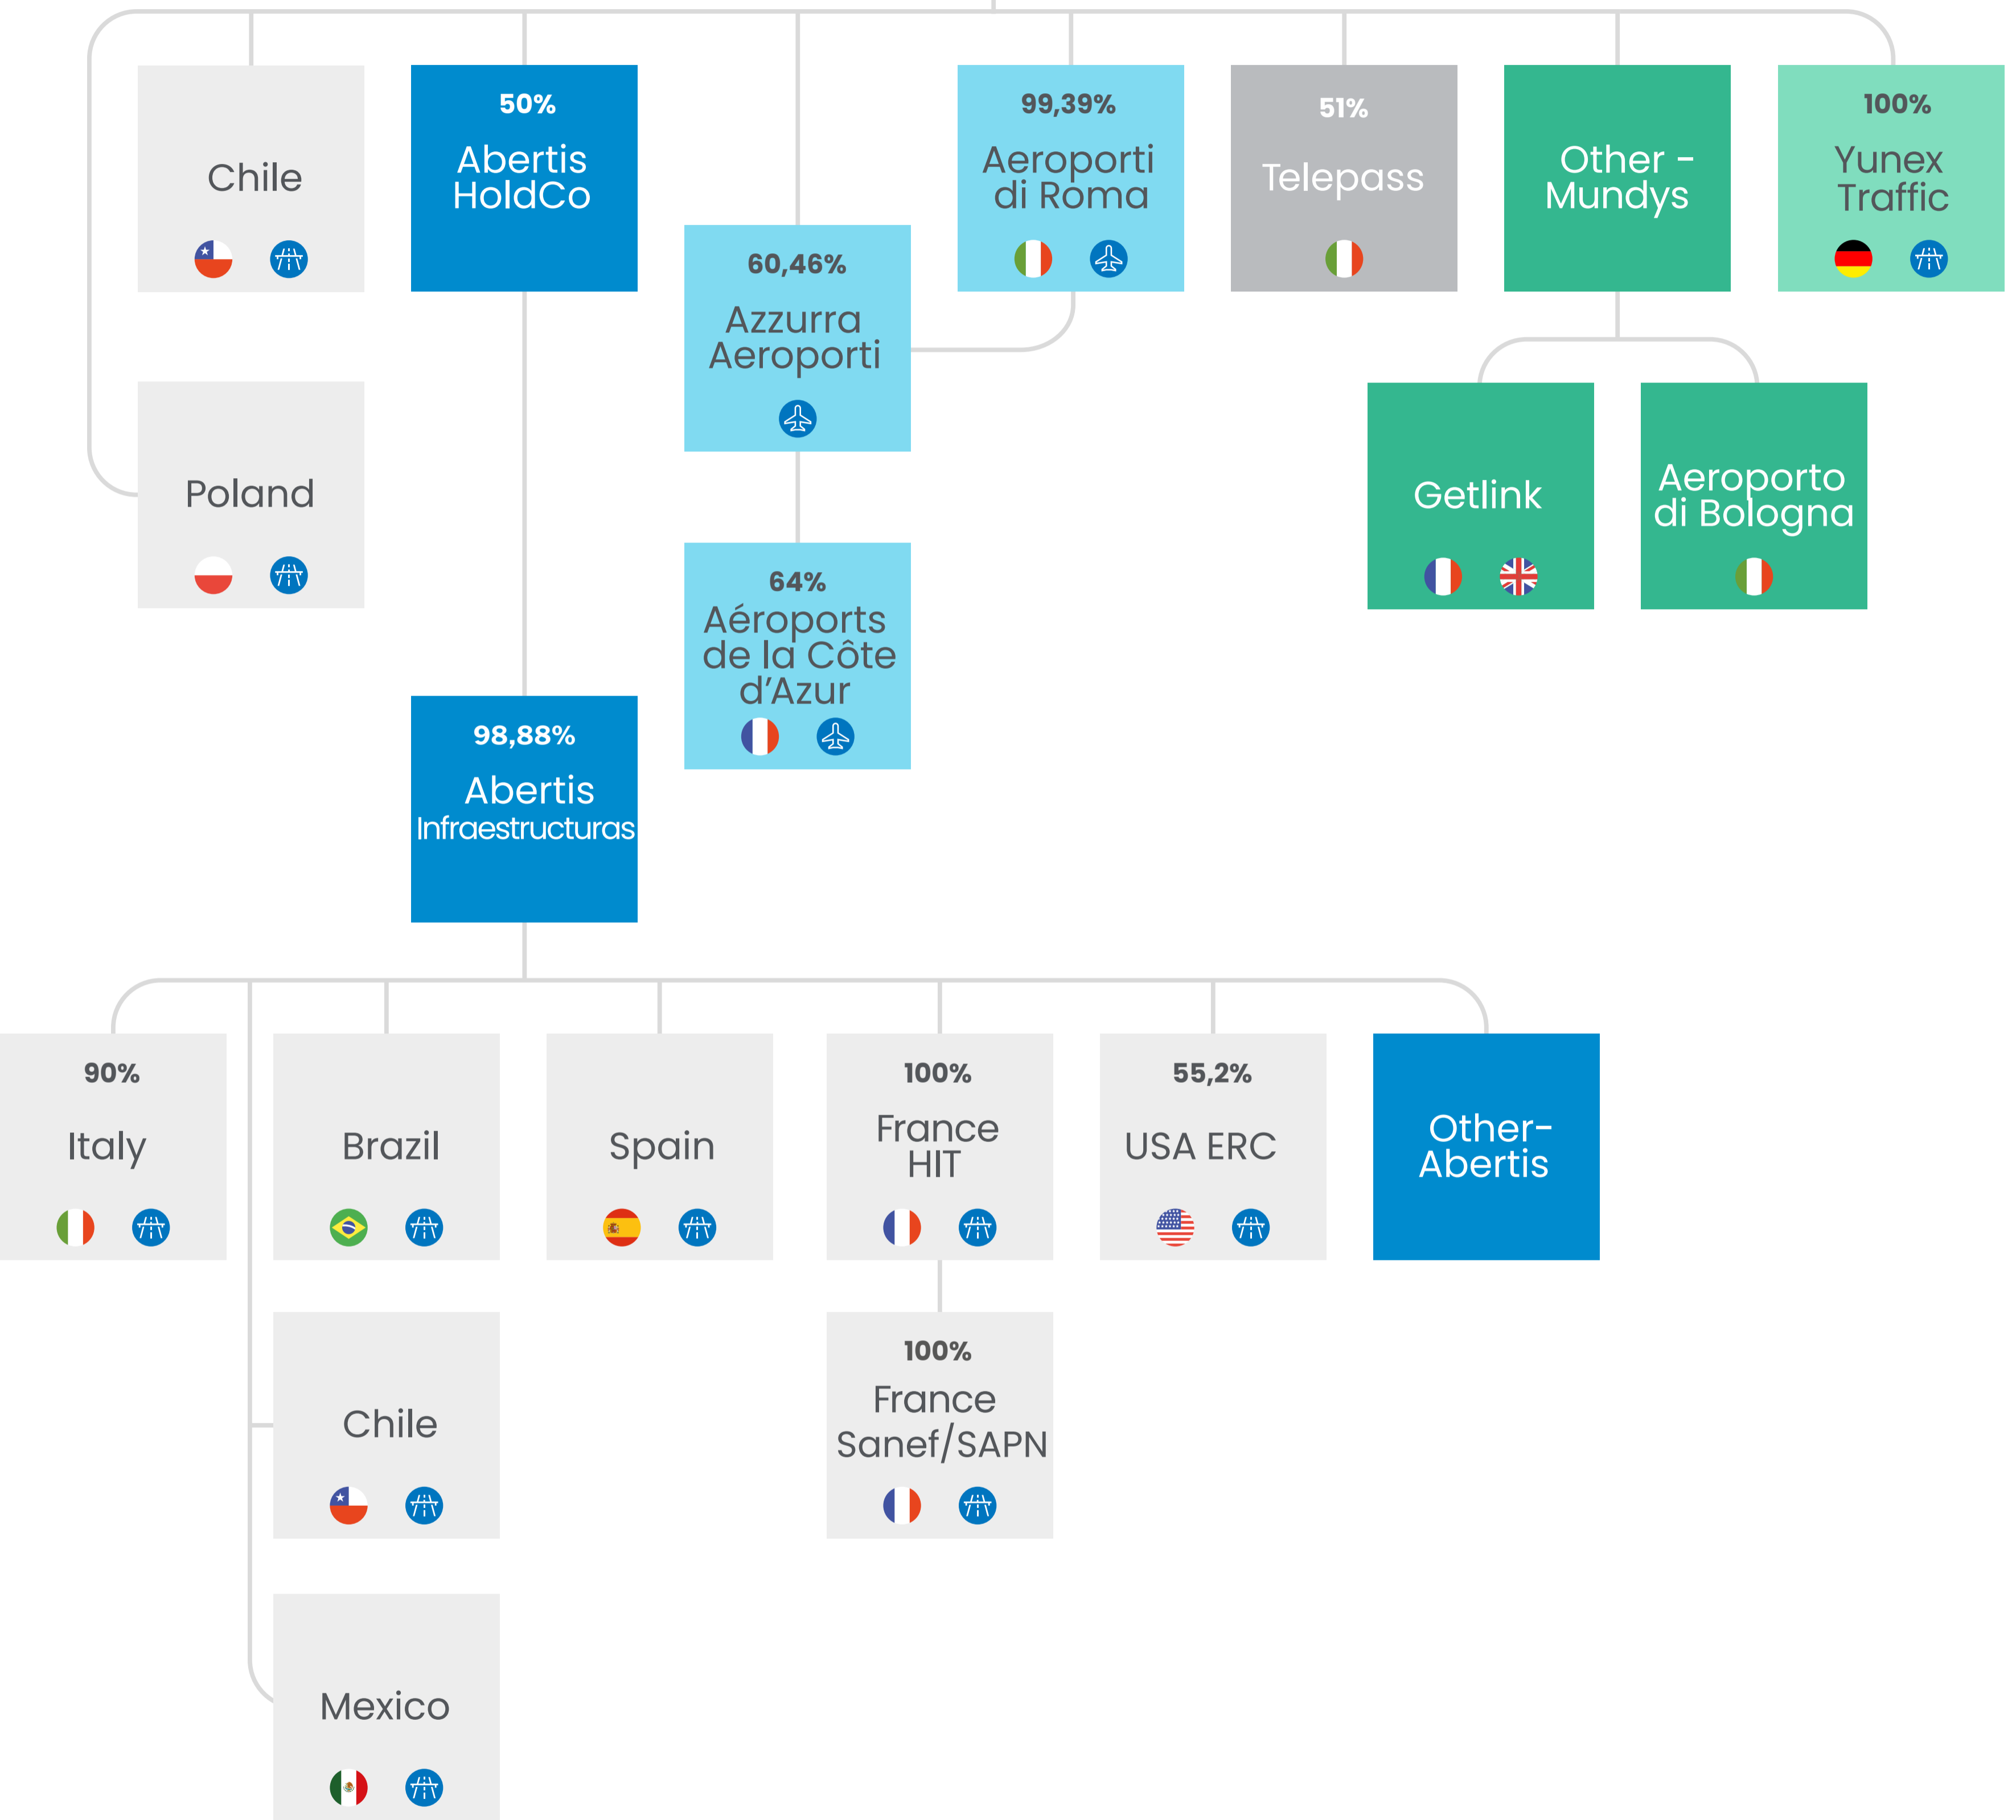 Chile
50%
Abertis
HoldCo
60,46%
Azzurra
Aeroporti
99,39%
Aeroporti
di Roma
51%
Telepass
Other -
Mundys
100%
Yunex
Traffic
Poland
64%
Aéroports
de la Côte
d’Azur
Getlink
Aeroporto
di Bologna
98,88%
Abertis
Infraestructuras
90%
Italy
Brazil
Spain
100%
France
HIT
55,2%
USA ERC
Other-
Abertis
Chile
100%
France
Sanef/SAPN
Mexico